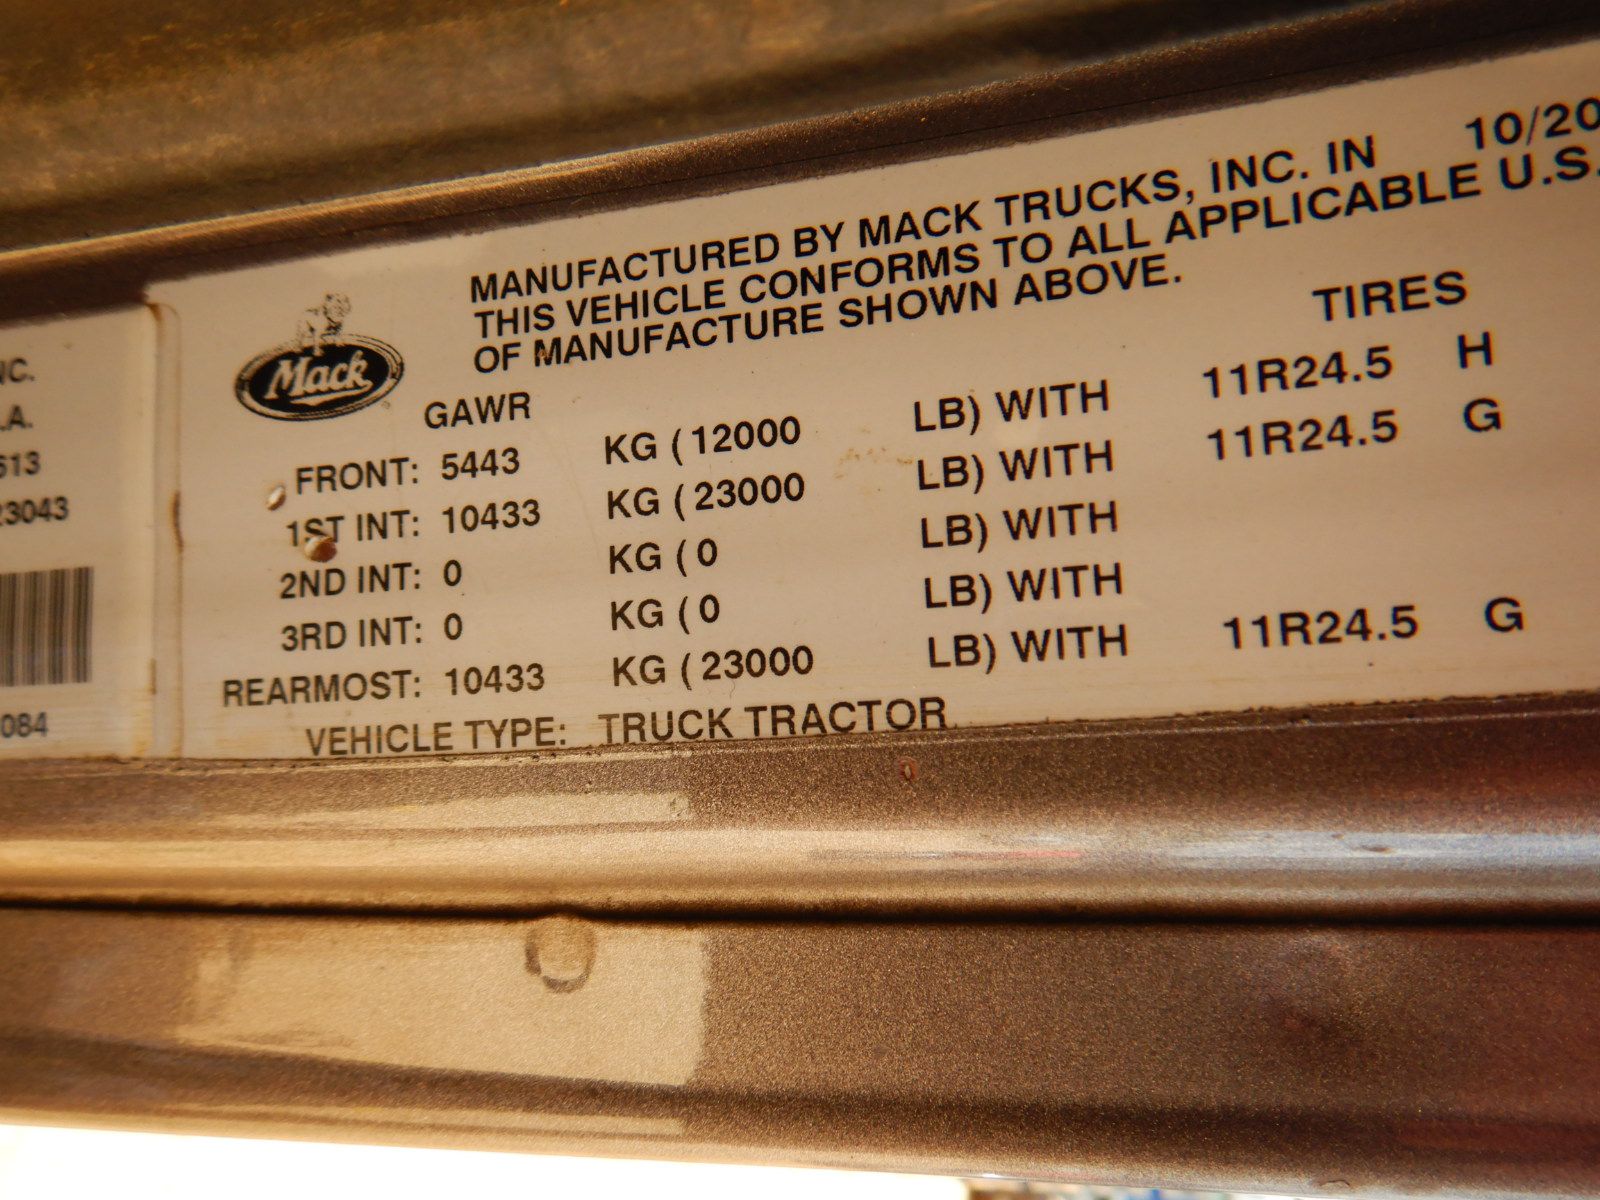 MANUFACTURED BY MACK TRUCKS, INC. IN 10/20
THIS VEHICLE CONFORMS TO ALL APPLICABLE U.S.
OF MANUFACTURE SHOWN ABOVE.
Mack
GAWR TIRES
FRONT: 5443 KG (12000 LB) WITH 11R24.5 H
1ST INT: 10433 KG (23000 LB) WITH 11R24.5 G
2ND INT: 0 KG (0 LB) WITH
3RD INT: 0 KG (0 LB) WITH
REARMOST: 10433 KG (23000 LB) WITH 11R24.5 G
VEHICLE TYPE: TRUCK TRACTOR
NC.
.A.
613
23043
084